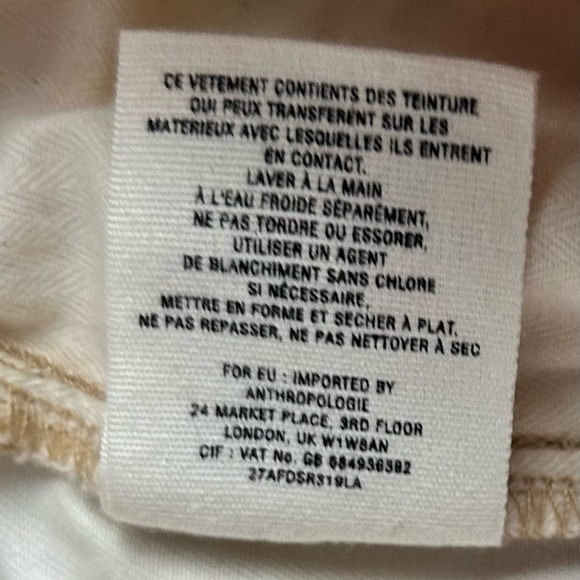 CE VETEMENT CONTIENTS DES TEINTURE
QUI PEUX TRANSFERENT SUR LES
MATERIEUX AVEC LESQUELLES ILS ENTRENT
EN CONTACT.
LAVER À LA MAIN
À L'EAU FROIDE SÉPARÉMENT,
NE PAS TORDRE OU ESSORER,
UTILISER UN AGENT
DE BLANCHIMENT SANS CHLORE
SI NÉCESSAIRE,
METTRE EN FORME ET SECHER À PLAT.
NE PAS REPASSER, NE PAS NETTOYER À SEC
FOR EU : IMPORTED BY
ANTHROPOLOGIE
24 MARKET PLACE, 3RD FLOOR
LONDON, UK W1W8AN
CIF : VAT No. GB
27AFDSR319LA